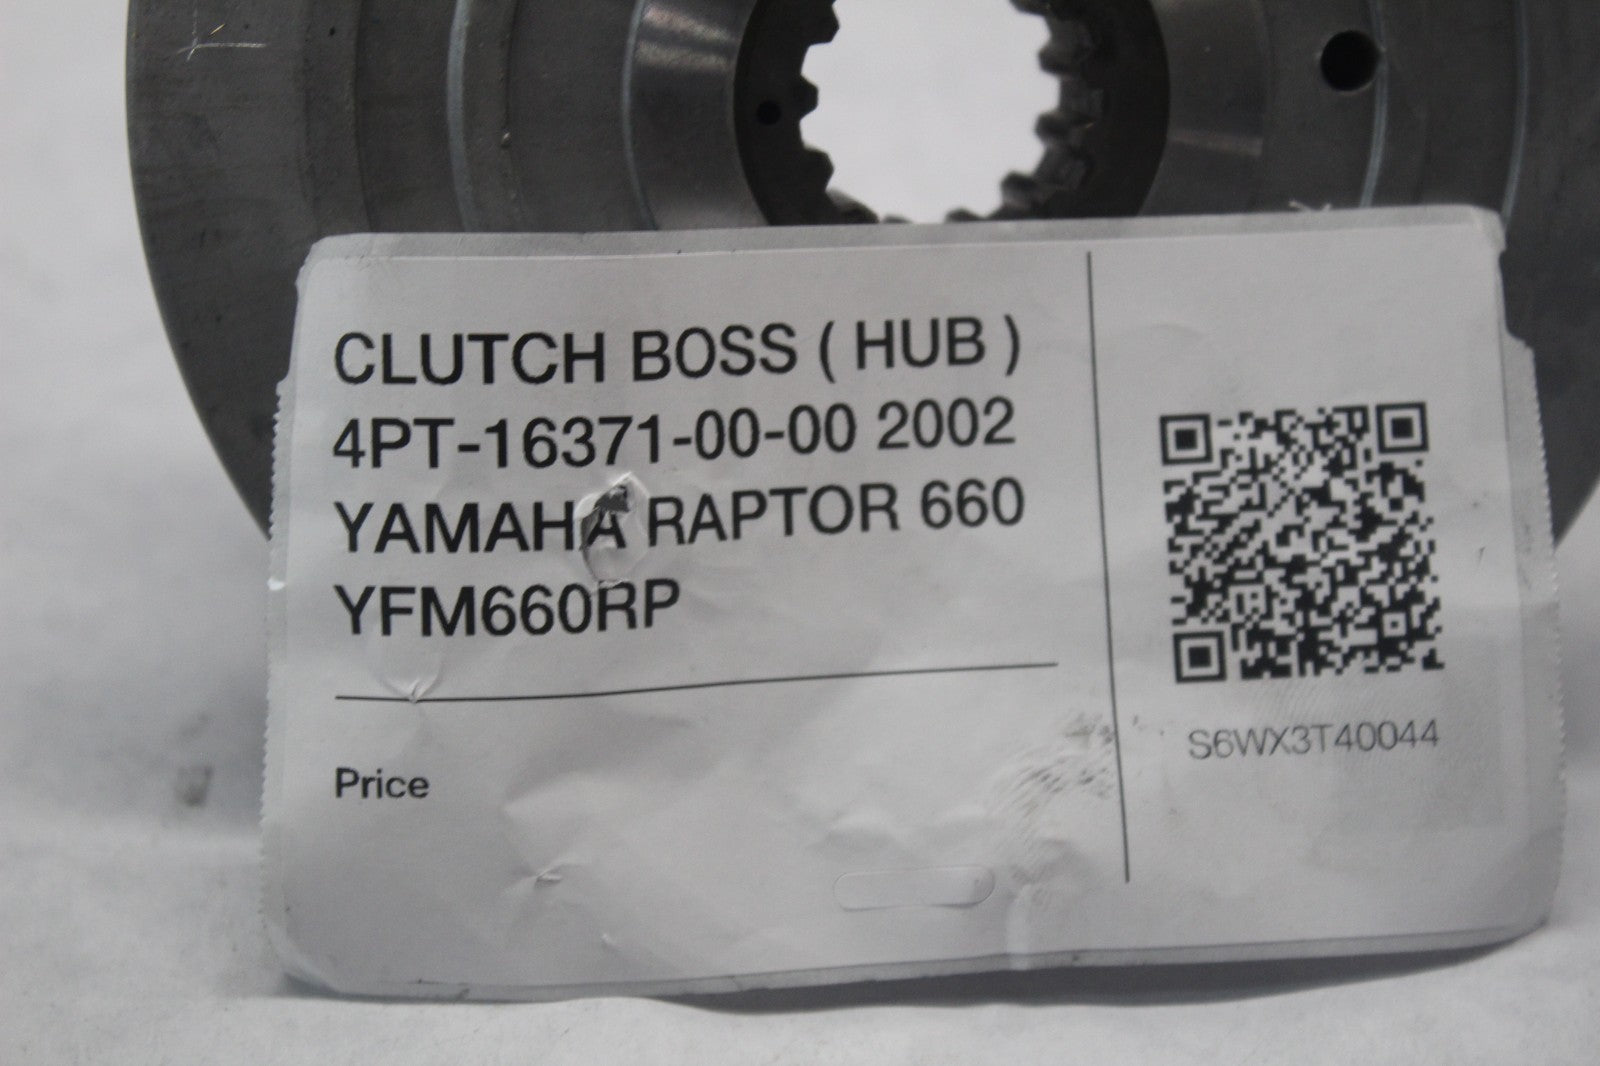 CLUTCH BOSS ( HUB )
4PT-16371-00-00 2002
YAMAHA RAPTOR 660
YFM660RP
Price
S6WX3T40044